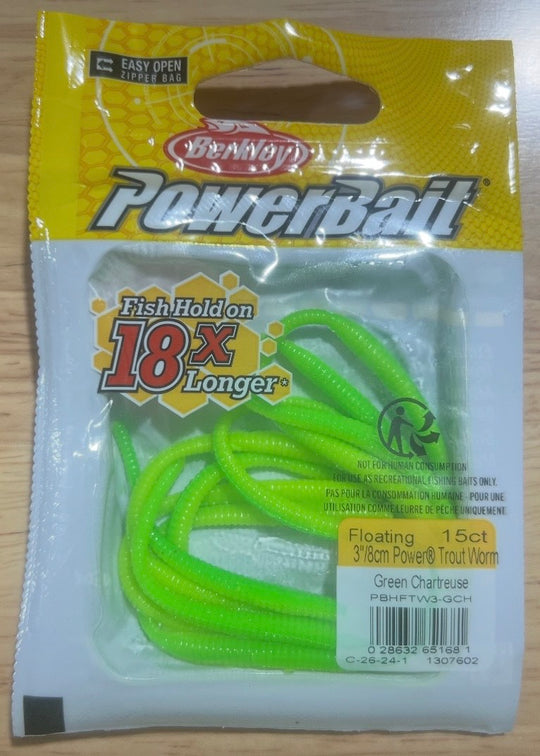 EASY OPEN
ZIPPER BAG
Berkley
PowerBait®
Fish Hold on
18X
Longer*
NOT FOR HUMAN CONSUMPTION
FOR USE AS RECREATIONAL FISHING BAITS ONLY.
PAS POUR LA CONSOMMATION HUMAINE - POUR UNE
UTILISATION COMME LEURRE DE PÊCHE UNIQUEMENT.
Floating 15ct
3"/8cm Power® Trout Worm
Green Chartreuse
PBHFTW3-GCH
0 28632 65168 1
C-26-24-1 1307602